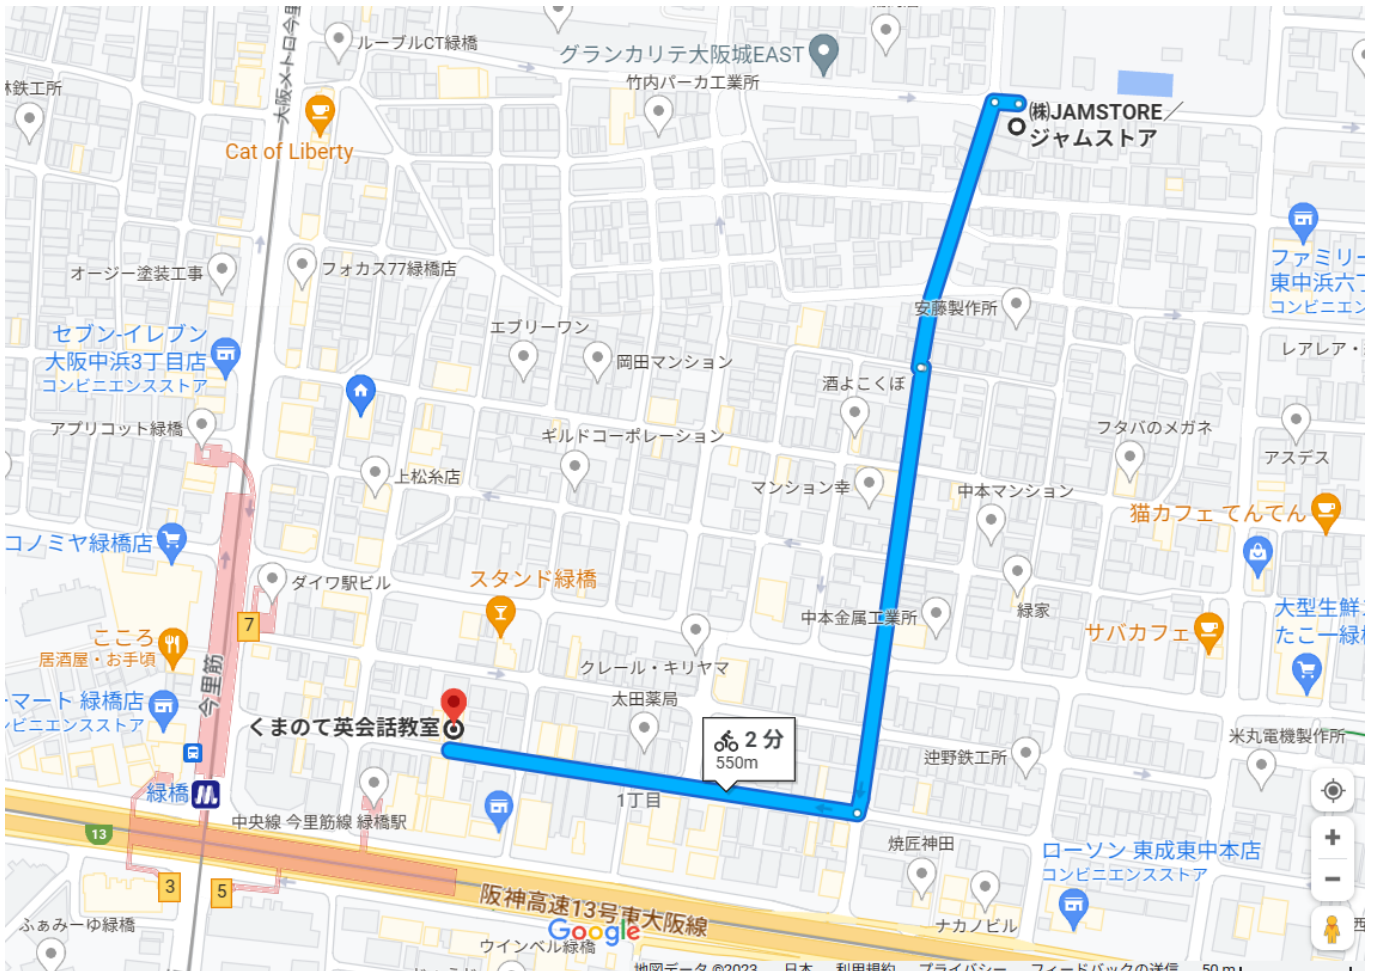 ルーブルCT緑橋
グランカリテ大阪城EAST
竹内パーカ工業所
林鉄工所
大阪メトロ今里
Cat of Liberty
㈱JAMSTORE/
ジャムストア
オージー塗装工事
フォカス77緑橋店
ファミリー
東中浜六丁
コンビニエン
安藤製作所
セブン-イレブン
大阪中浜3丁目店
コンビニエンスストア
エブリーワン
岡田マンション
レアレア・
酒よこくぼ
アプリコット緑橋
ギルドコーポレーション
フタバのメガネ
アスデス
上松糸店
マンション幸
中本マンション
猫カフェ てんてん
コノミヤ緑橋店
ダイワ駅ビル
スタンド緑橋
中本金属工業所
緑家
大型生鮮
たこ一緑
サバカフェ
7
こころ
居酒屋・お手頃
今里筋
クレール・キリヤマ
太田薬局
ーマート 緑橋店
ンビニエンスストア
くまのて英会話教室
2 分
550m
米丸電機製作所
迚野鉄工所
緑橋
1丁目
中央線 今里筋線 緑橋駅
13
焼匠神田
ローソン 東成東中本店
コンビニエンスストア
3
5
阪神高速13号東大阪線
ナカノビル
ふぁみーゆ緑橋
Google
ウインベル緑橋
西
地図データ ©2023 日本 利用規約 プライバシー フィードバックの送信 50 m